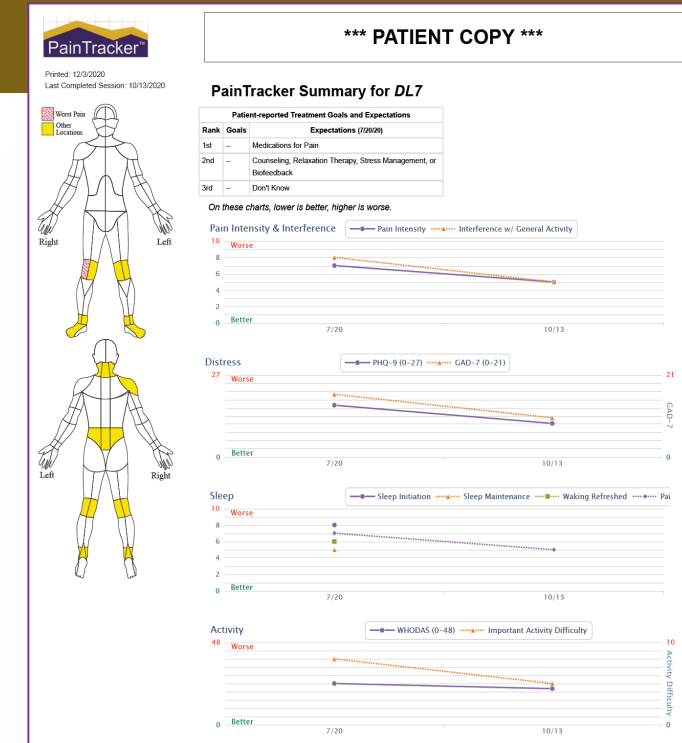 *** PATIENT COPY ***
PainTracker™
Printed: 12/3/2020
Last Completed Session: 10/13/2020
PainTracker Summary for DL7
Worst Pain
Other
Locations
Right
Left
Left
Right
Patient-reported Treatment Goals and Expectations
Rank Goals Expectations (7/20/20)
1st -- Medications for Pain
2nd -- Counseling, Relaxation Therapy, Stress Management, or
Biofeedback
3rd -- Don't Know
On these charts, lower is better, higher is worse.
Pain Intensity & Interference
Pain Intensity Interference w/ General Activity
10 Worse
8
6
4
2
0 Better
7/20 10/13
Distress
PHQ-9 (0-27) GAD-7 (0-21)
27 Worse 21
GAD-7
0 Better 0
7/20 10/13
Sleep
Sleep Initiation Sleep Maintenance Waking Refreshed Pai
10 Worse
8
6
4
2
0 Better
7/20 10/13
Activity
WHODAS (0-48) Important Activity Difficulty
48 Worse 10
Activity Difficulty
0 Better 0
7/20 10/13